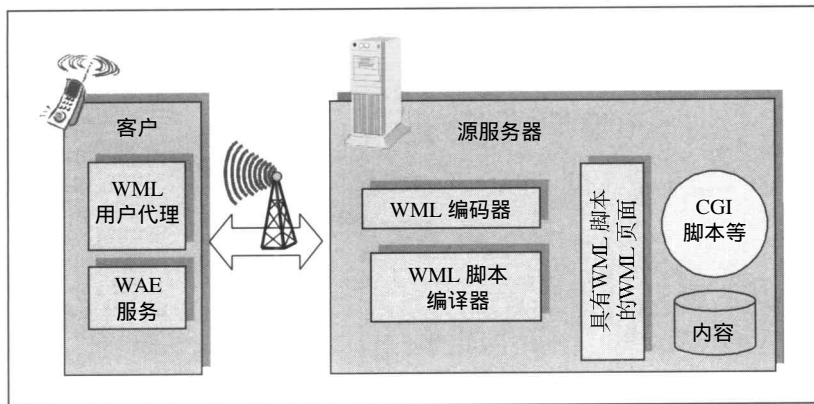 客户
WML
用户代理
WAE
服务
源服务器
WML 编码器
WML 脚本
编译器
具有WML 脚本
的WML 页面
CGI
脚本等
内容